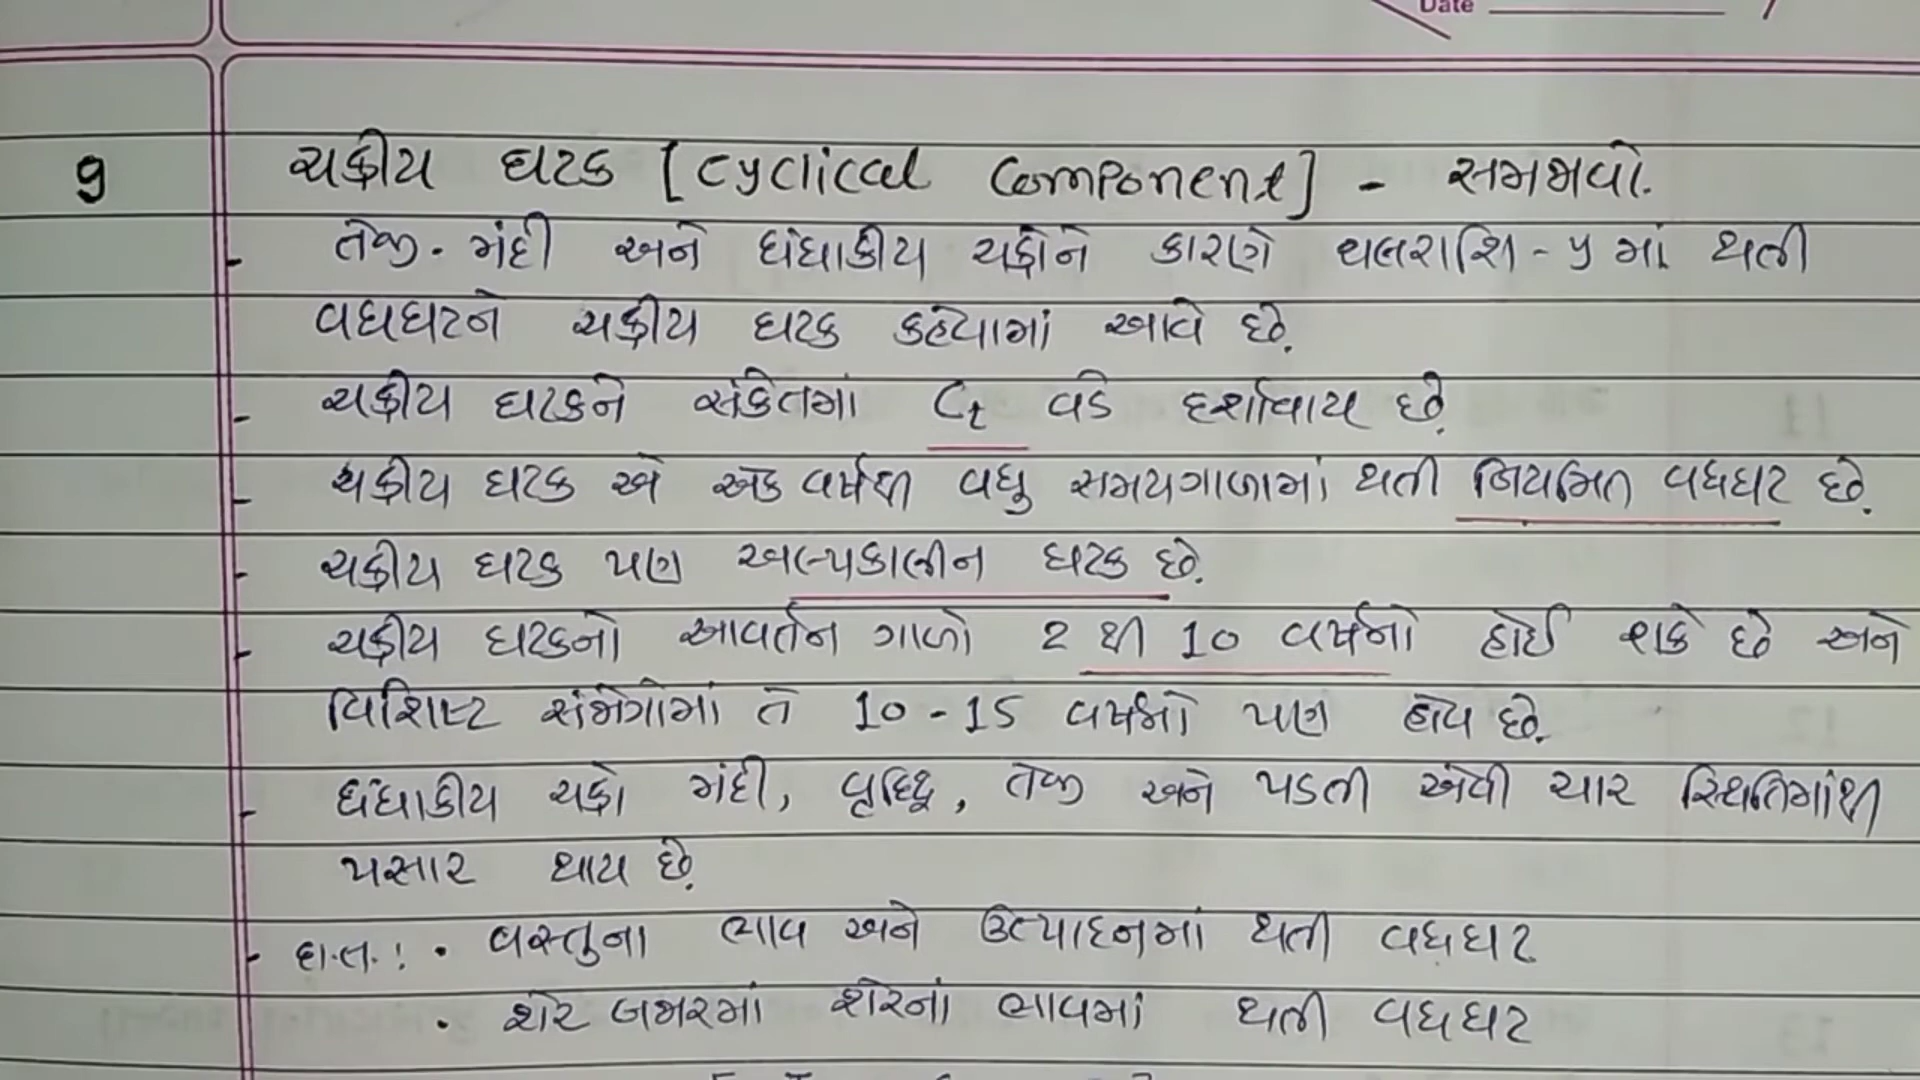 Date
9 ચક્રીય ઘટક [Cyclical Component] - સમજાવો.
- તેજી. મંદી અને ધંધાકીય ચક્રોને કારણે ચલરાશિ - y માં થતી
વધઘટને ચક્રીય ઘટક કહેવામાં આવે છે.
- ચક્રીય ઘટકને સંકેતમાં Ct વડે દર્શાવાય છે.
- ચક્રીય ઘટક એ એક વર્ષથી વધુ સમયગાળામાં થતી નિયમિત વધઘટ છે.
- ચક્રીય ઘટક પણ અલ્પકાલીન ઘટક છે.
- ચક્રીય ઘટકનો આવર્તન ગાળો 2 થી 10 વર્ષનો હોઈ શકે છે અને
વિશિષ્ટ સંજોગોમાં તે 10-15 વર્ષનો પણ હોય છે.
- ધંધાકીય ચક્રો મંદી, વૃધ્ધિ, તેજી અને પડતી એવી ચાર સ્થિતિમાંથી
પસાર થાય છે.
- દા.ત.: • વસ્તુના ભાવ અને ઉત્પાદનમાં થતી વધઘટ
• શેર બજારમાં શેરના ભાવમાં થતી વધઘટ